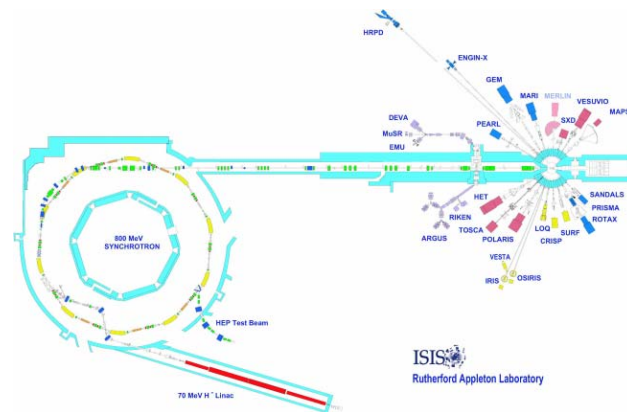 HRPD
ENGIN-X
GEM
MARI
MERLIN
VESUVIO
MAPS
SXD
DEVA
MuSR
EMU
PEARL
HET
RIKEN
ARGUS
TOSCA
POLARIS
SANDALS
PRISMA
ROTAX
LOQ
SURF
CRISP
VESTA
IRIS
OSIRIS
800 MeV
SYNCHROTRON
HEP Test Beam
70 MeV H⁻ Linac
ISIS
Rutherford Appleton Laboratory